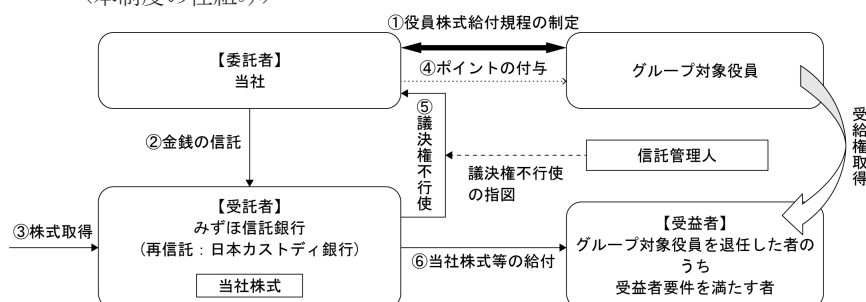 （本制度の仕組み）
①役員株式給付規程の制定
【委託者】
当社
④ポイントの付与
グループ対象役員
②金銭の信託
⑤議決権不行使
議決権不行使
の指図
信託管理人
受給権取得
③株式取得
【受託者】
みずほ信託銀行
（再信託：日本カストディ銀行）
当社株式
⑥当社株式等の給付
【受益者】
グループ対象役員を退任した者の
うち
受益者要件を満たす者